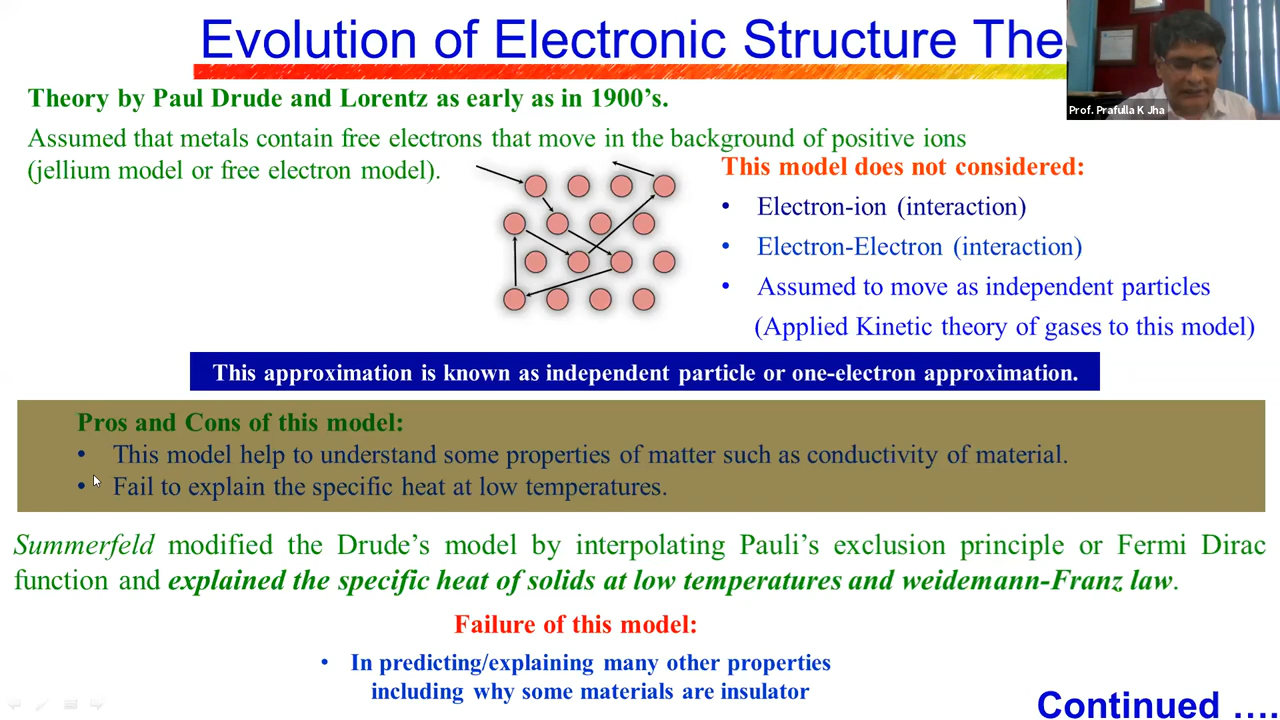 Evolution of Electronic Structure The
Prof. Prafulla K Jha
Theory by Paul Drude and Lorentz as early as in 1900’s.
Assumed that metals contain free electrons that move in the background of positive ions
(jellium model or free electron model).
This model does not considered:
• Electron-ion (interaction)
• Electron-Electron (interaction)
• Assumed to move as independent particles
(Applied Kinetic theory of gases to this model)
This approximation is known as independent particle or one-electron approximation.
Pros and Cons of this model:
• This model help to understand some properties of matter such as conductivity of material.
• Fail to explain the specific heat at low temperatures.
Summerfeld modified the Drude’s model by interpolating Pauli’s exclusion principle or Fermi Dirac
function and explained the specific heat of solids at low temperatures and weidemann-Franz law.
Failure of this model:
• In predicting/explaining many other properties
including why some materials are insulator
Continued ….